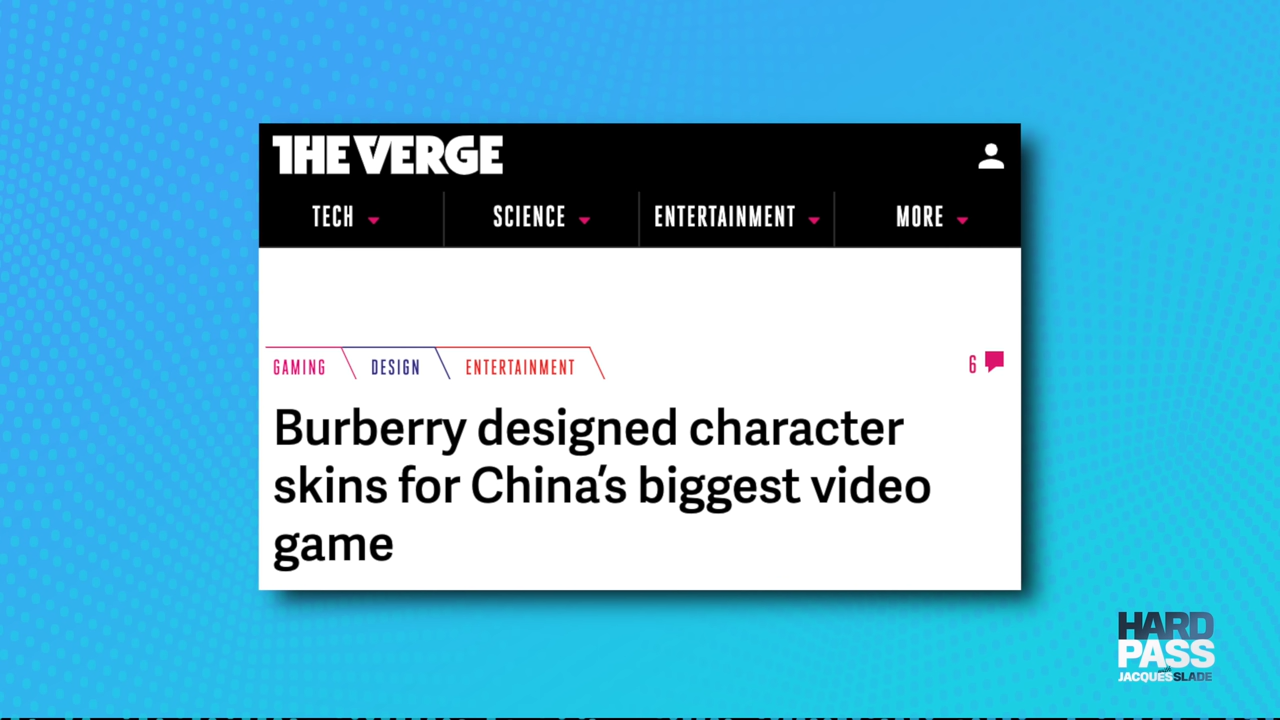 THE VERGE
TECH
SCIENCE
ENTERTAINMENT
MORE
GAMING
DESIGN
ENTERTAINMENT
6
Burberry designed character
skins for China’s biggest video
game
HARD
PASS
with
JACQUES SLADE